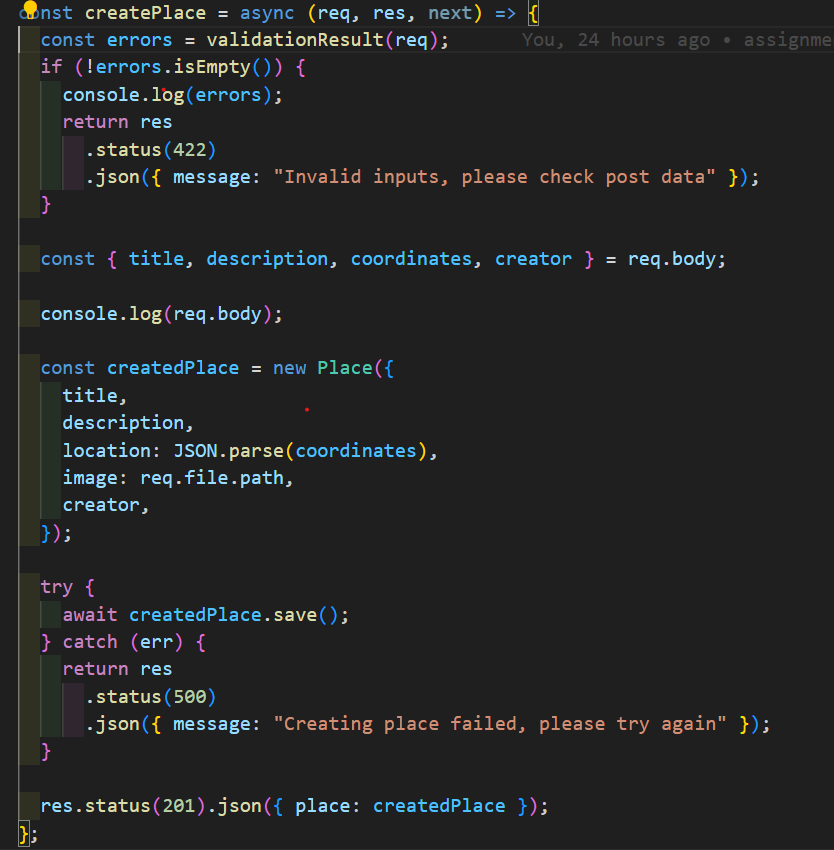 const createPlace = async (req, res, next) => {
  const errors = validationResult(req);     You, 24 hours ago • assignme
  if (!errors.isEmpty()) {
    console.log(errors);
    return res
      .status(422)
      .json({ message: "Invalid inputs, please check post data" });
  }
  const { title, description, coordinates, creator } = req.body;
  console.log(req.body);
  const createdPlace = new Place({
    title,
    description,
    location: JSON.parse(coordinates),
    image: req.file.path,
    creator,
  });
  try {
    await createdPlace.save();
  } catch (err) {
    return res
      .status(500)
      .json({ message: "Creating place failed, please try again" });
  }
  res.status(201).json({ place: createdPlace });
};